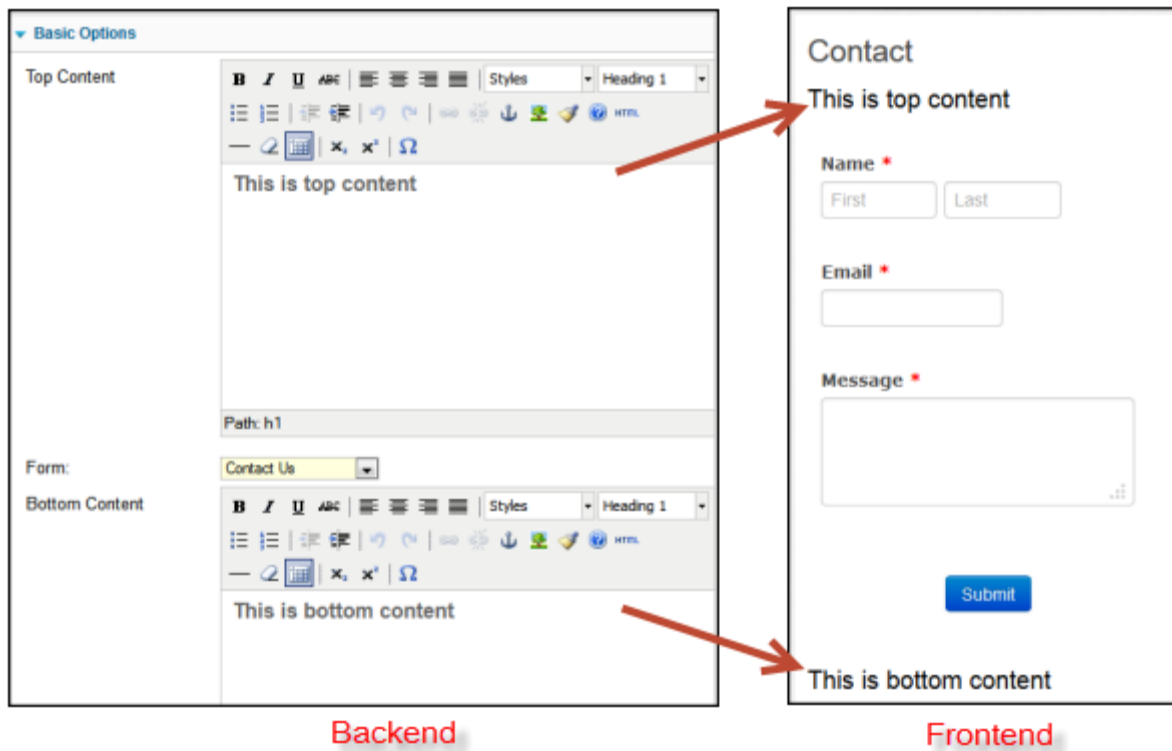 Basic Options
Top Content
B I U ABC Styles Heading 1
HTML
x, x² Ω
This is top content
Path: h1
Form:
Contact Us
Bottom Content
B I U ABC Styles Heading 1
HTML
x, x² Ω
This is bottom content
Backend
Contact
This is top content
Name *
First Last
Email *
Message *
Submit
This is bottom content
Frontend